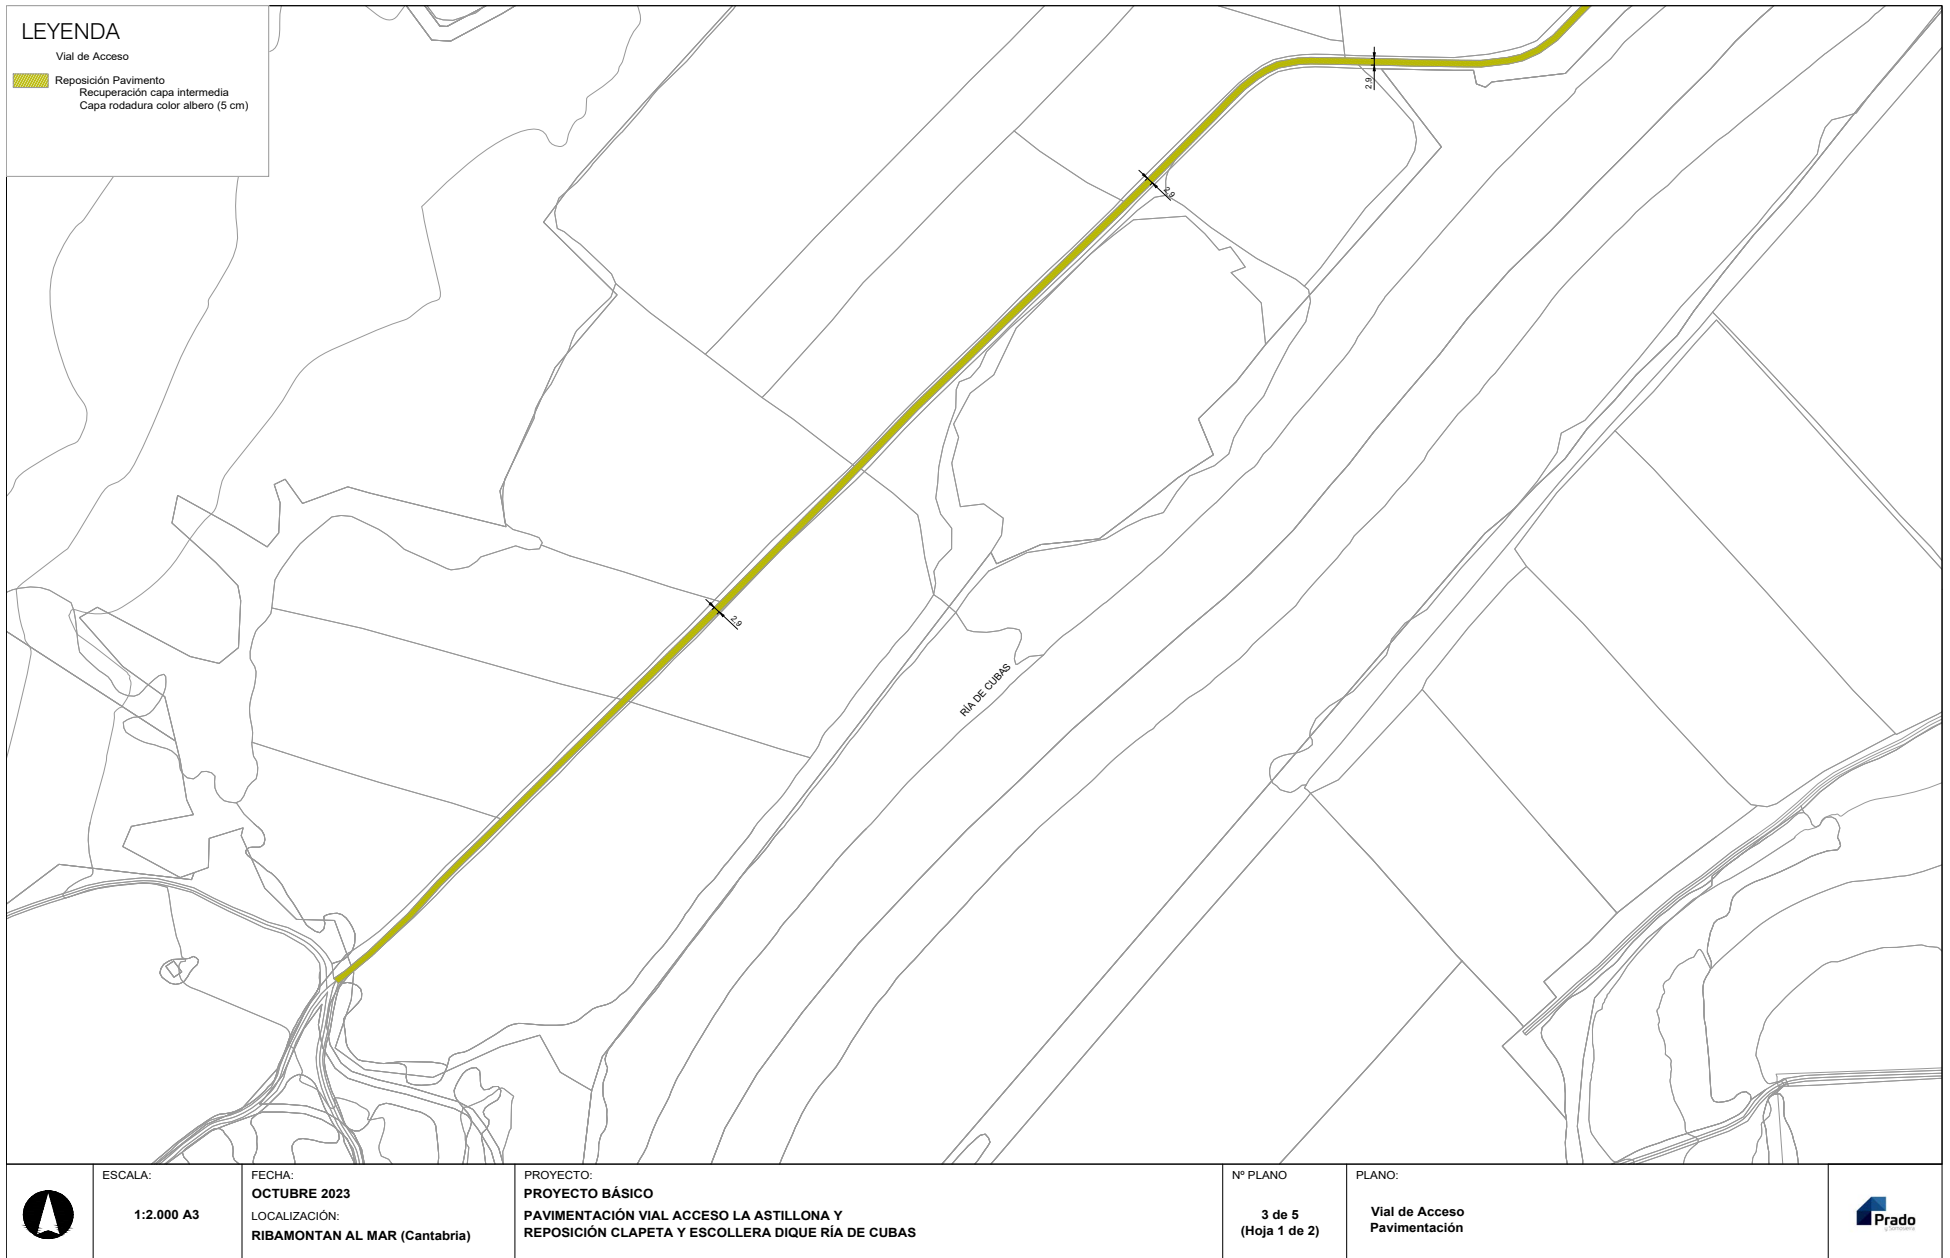 LEYENDA
Vial de Acceso
Reposición Pavimento
Recuperación capa intermedia
Capa rodadura color albero (5 cm)
2.9
2.9
2.9
RÍA DE CUBAS
ESCALA:
1:2.000 A3
FECHA:
OCTUBRE 2023
LOCALIZACIÓN:
RIBAMONTAN AL MAR (Cantabria)
PROYECTO:
PROYECTO BÁSICO
PAVIMENTACIÓN VIAL ACCESO LA ASTILLONA Y
REPOSICIÓN CLAPETA Y ESCOLLERA DIQUE RÍA DE CUBAS
Nº PLANO
3 de 5
(Hoja 1 de 2)
PLANO:
Vial de Acceso
Pavimentación
Prado